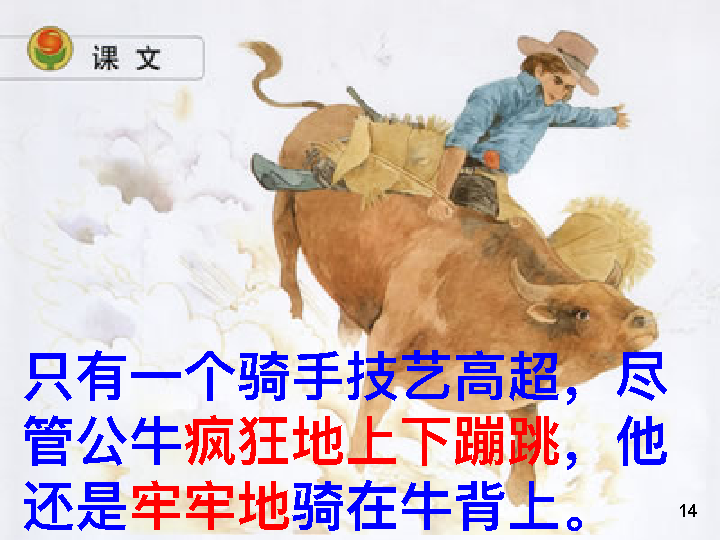 课 文
只有一个骑手技艺高超，尽
管公牛疯狂地上下蹦跳，他
还是牢牢地骑在牛背上。
14